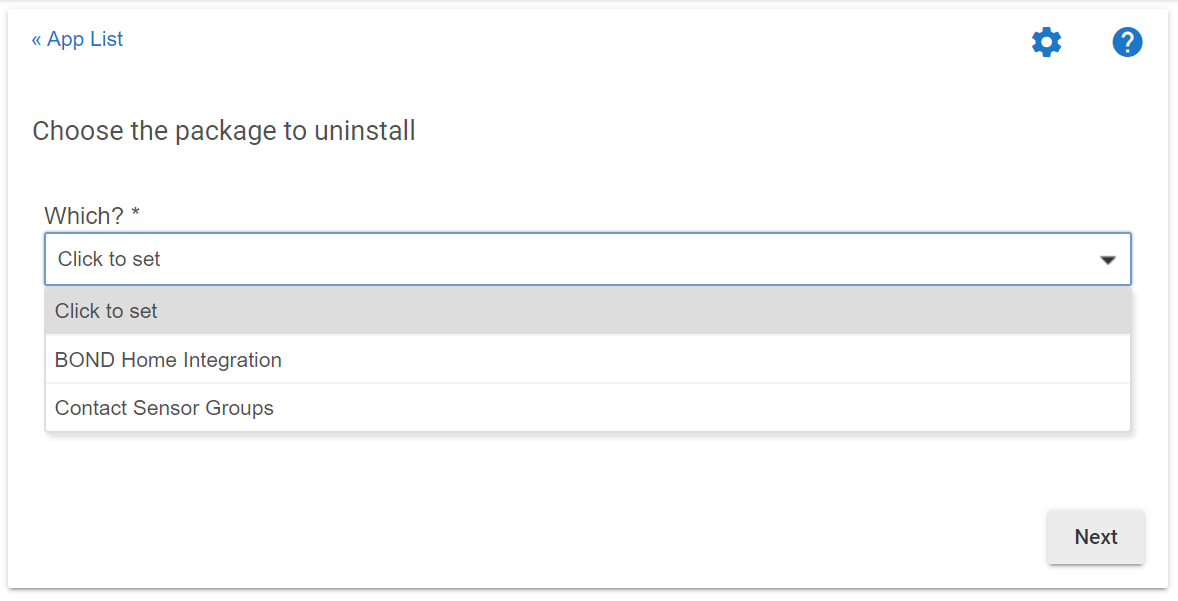 « App List
?
Choose the package to uninstall
Which? *
Click to set
Click to set
BOND Home Integration
Contact Sensor Groups
Next